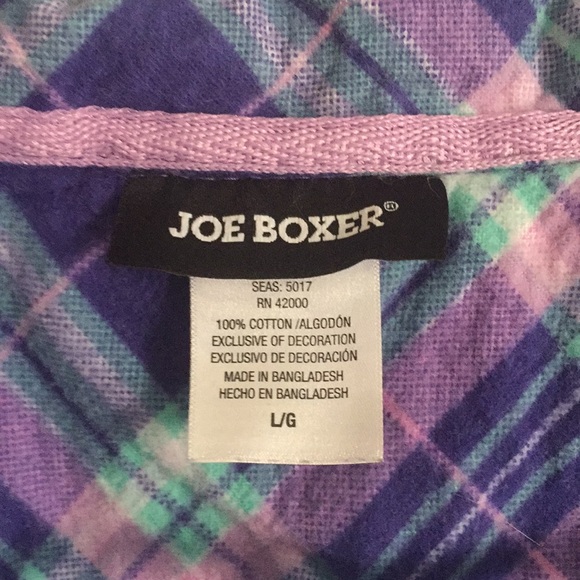 JOE BOXER®
SEAS: 5017
RN 42000
100% COTTON /ALGODÓN
EXCLUSIVE OF DECORATION
EXCLUSIVO DE DECORACIÓN
MADE IN BANGLADESH
HECHO EN BANGLADESH
L/G